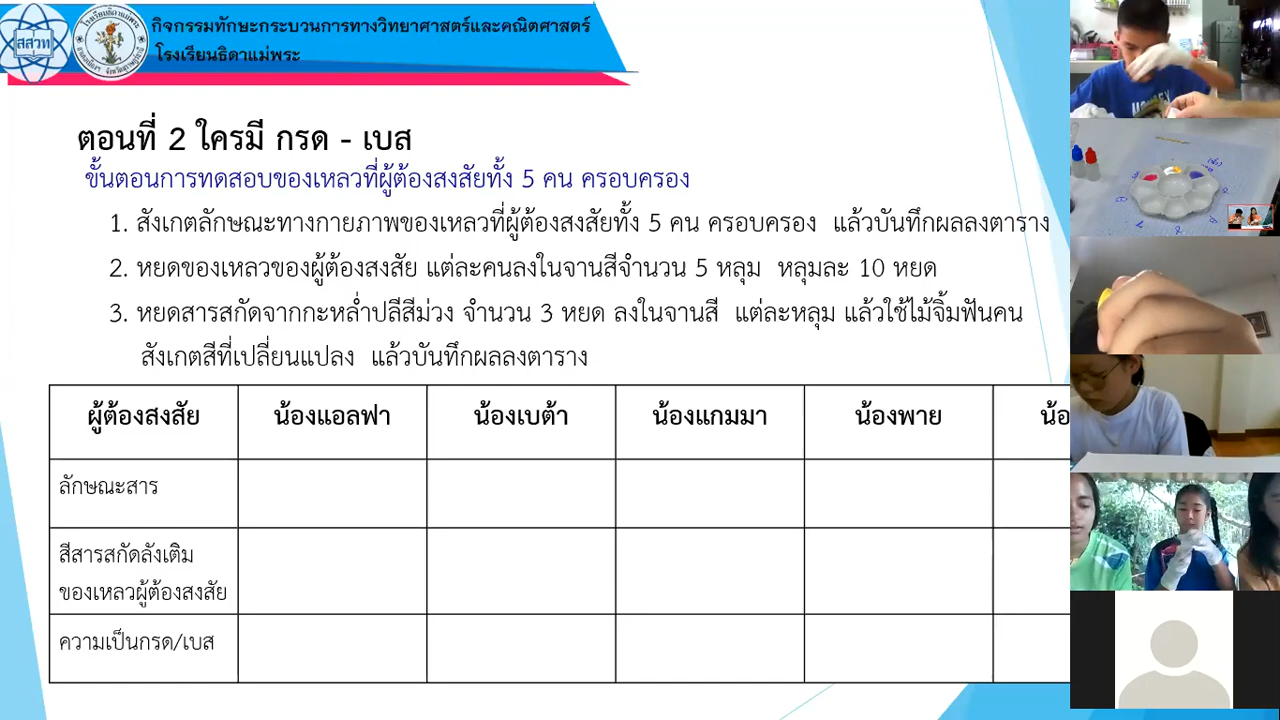 สสวท
กิจกรรมทักษะกระบวนการทางวิทยาศาสตร์และคณิตศาสตร์
โรงเรียนธิดาแม่พระ
ตอนที่ 2 ใครมี กรด - เบส
ขั้นตอนการทดสอบของเหลวที่ผู้ต้องสงสัยทั้ง 5 คน ครอบครอง
1. สังเกตลักษณะทางกายภาพของเหลวที่ผู้ต้องสงสัยทั้ง 5 คน ครอบครอง แล้วบันทึกผลลงตาราง
2. หยดของเหลวของผู้ต้องสงสัย แต่ละคนลงในจานสีจำนวน 5 หลุม หลุมละ 10 หยด
3. หยดสารสกัดจากกะหล่ำปลีสีม่วง จำนวน 3 หยด ลงในจานสี แต่ละหลุม แล้วใช้ไม้จิ้มฟันคน
สังเกตสีที่เปลี่ยนแปลง แล้วบันทึกผลลงตาราง
ผู้ต้องสงสัย น้องแอลฟา น้องเบต้า น้องแกมมา น้องพาย น้อ
ลักษณะสาร
สีสารสกัดลังเติม
ของเหลวผู้ต้องสงสัย
ความเป็นกรด/เบส